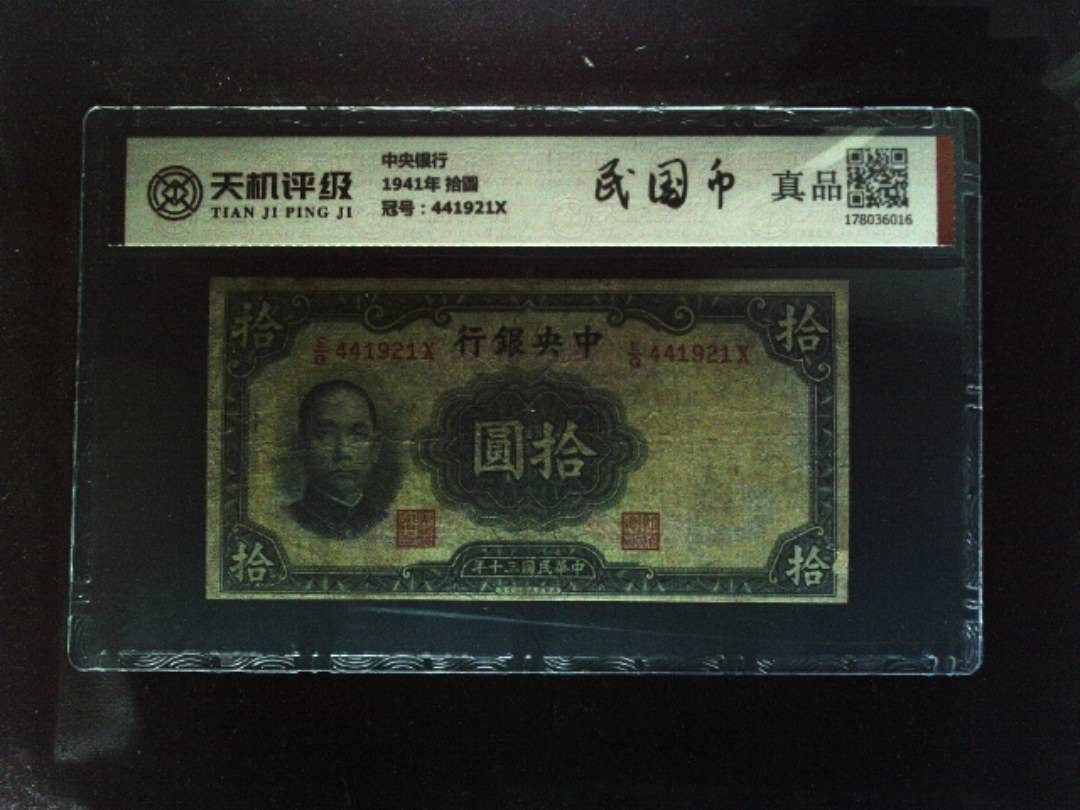 天机评级
TIAN JI PING JI
中央银行
1941年 拾圆
冠号：441921X
民国币
真品
178036016
拾
拾
441921X
行銀央中
441921X
圓拾
拾
年十三國民華中
拾